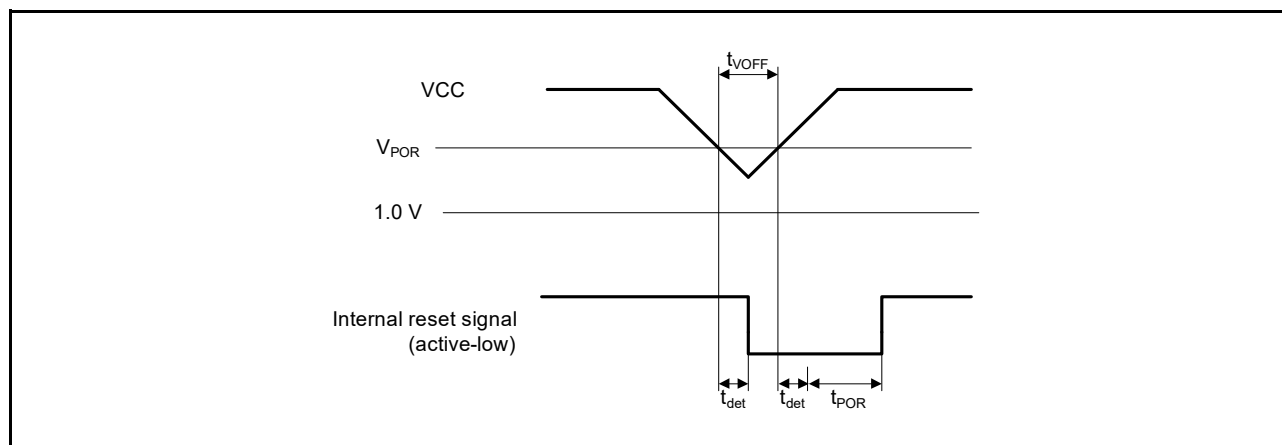 tVOFF
VCC
VPOR
1.0 V
Internal reset signal
(active-low)
tdet
tdet
tPOR